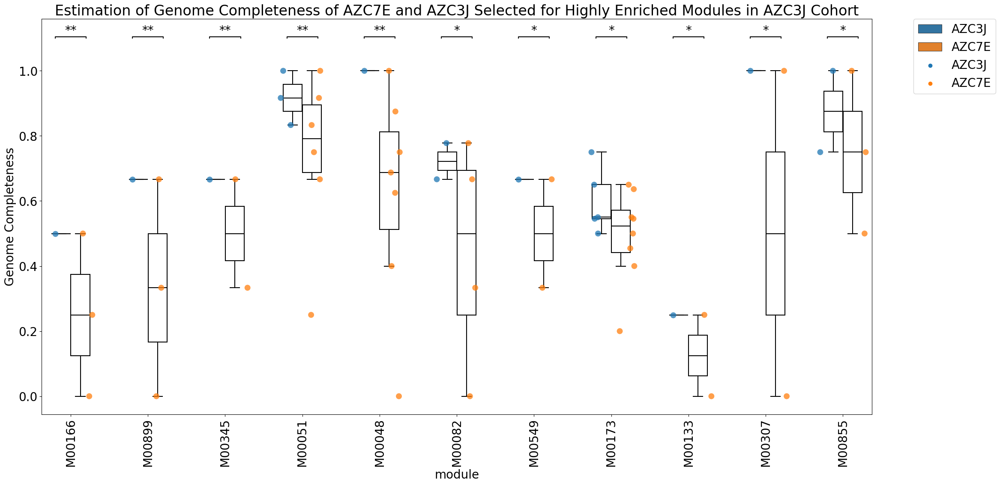 Estimation of Genome Completeness of AZC7E and AZC3J Selected for Highly Enriched Modules in AZC3J Cohort
** ** ** ** ** * * * * * *
AZC3J
AZC7E
AZC3J
AZC7E
Genome Completeness
1.0
0.8
0.6
0.4
0.2
0.0
M00166
M00899
M00345
M00051
M00048
M00082
M00549
M00173
M00133
M00307
M00855
module